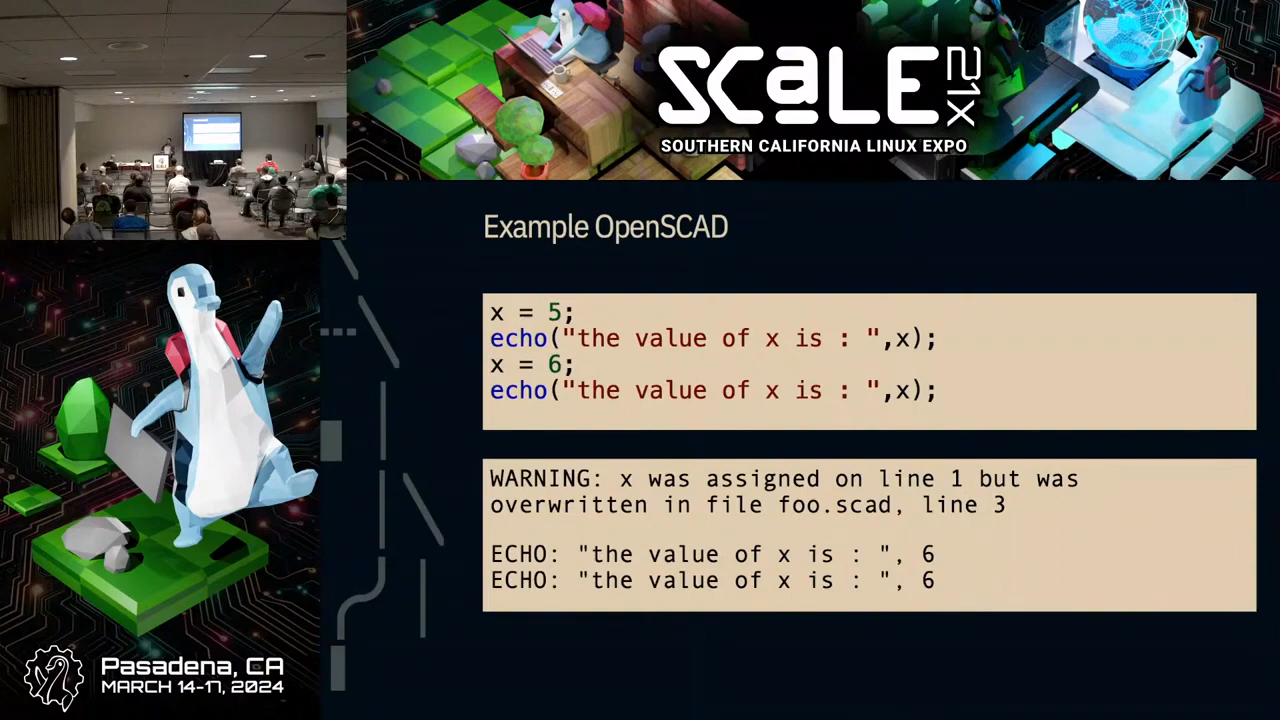 SCALE 21X
SOUTHERN CALIFORNIA LINUX EXPO
Example OpenSCAD
x = 5;
echo("the value of x is : ",x);
x = 6;
echo("the value of x is : ",x);
WARNING: x was assigned on line 1 but was
overwritten in file foo.scad, line 3
ECHO: "the value of x is : ", 6
ECHO: "the value of x is : ", 6
Pasadena, CA
MARCH 14-17, 2024